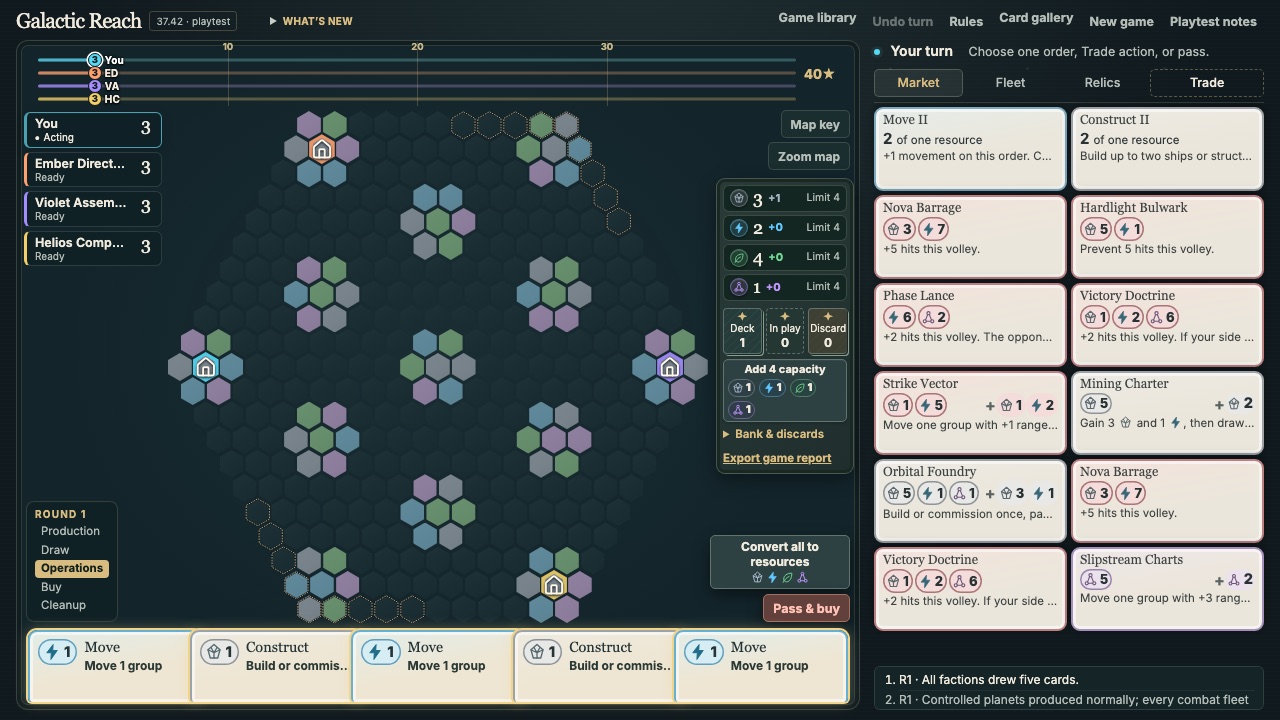 Galactic Reach
37.42 · playtest
▶ WHAT'S NEW
Game library
Undo turn
Rules
Card gallery
New game
Playtest notes
10
20
30
3 You
3 ED
3 VA
3 HC
40★
You
• Acting
3
Ember Direct…
Ready
3
Violet Assem…
Ready
3
Helios Comp…
Ready
3
Map key
Zoom map
3 +1 Limit 4
2 +0 Limit 4
4 +0 Limit 4
1 +0 Limit 4
Deck
1
In play
0
Discard
0
Add 4 capacity
1 1 1
1
▶ Bank & discards
Export game report
ROUND 1
Production
Draw
Operations
Buy
Cleanup
Convert all to
resources
Pass & buy
1 Move
Move 1 group
1 Construct
Build or commis..
1 Move
Move 1 group
1 Construct
Build or commis..
1 Move
Move 1 group
Your turn
Choose one order, Trade action, or pass.
Market
Fleet
Relics
Trade
Move II
2 of one resource
+1 movement on this order. C…
Construct II
2 of one resource
Build up to two ships or struct…
Nova Barrage
3 7
+5 hits this volley.
Hardlight Bulwark
5 1
Prevent 5 hits this volley.
Phase Lance
6 2
+2 hits this volley. The oppon…
Victory Doctrine
1 2 6
+2 hits this volley. If your side …
Strike Vector
1 5 + 1 2
Move one group with +1 range…
Mining Charter
5 + 2
Gain 3 and 1 , then draw…
Orbital Foundry
5 1 1 + 3 1
Build or commission once, pa…
Nova Barrage
3 7
+5 hits this volley.
Victory Doctrine
1 2 6
+2 hits this volley. If your side …
Slipstream Charts
5 + 2
Move one group with +3 rang…
1. R1 · All factions drew five cards.
2. R1 · Controlled planets produced normally; every combat fleet